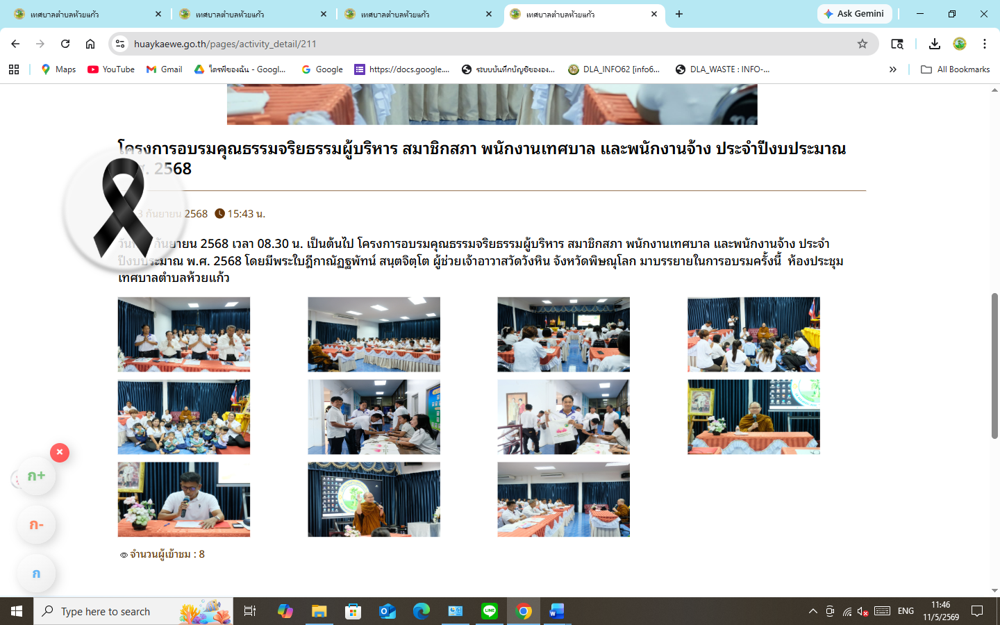 เทศบาลตำบลห้วยแก้ว
เทศบาลตำบลห้วยแก้ว
เทศบาลตำบลห้วยแก้ว
เทศบาลตำบลห้วยแก้ว
Ask Gemini
huaykaewe.go.th/pages/activity_detail/211
Maps
YouTube
Gmail
ไดรฟ์ของฉัน - Googl...
Google
https://docs.google....
ระบบบันทึกบัญชีขององ...
DLA_INFO62 [info6...
DLA_WASTE : INFO-...
All Bookmarks
โครงการอบรมคุณธรรมจริยธรรมผู้บริหาร สมาชิกสภา พนักงานเทศบาล และพนักงานจ้าง ประจำปีงบประมาณ
2568
3 กันยายน 2568 15:43 น.
กันยายน 2568 เวลา 08.30 น. เป็นต้นไป โครงการอบรมคุณธรรมจริยธรรมผู้บริหาร สมาชิกสภา พนักงานเทศบาล และพนักงานจ้าง ประจำ
ปีงบประมาณ พ.ศ. 2568 โดยมีพระใบฎีกาณัฏฐพัทน์ สนฺตจิตฺโต ผู้ช่วยเจ้าอาวาสวัดวังหิน จังหวัดพิษณุโลก มาบรรยายในการอบรมครั้งนี้ ห้องประชุม
เทศบาลตำบลห้วยแก้ว
ก+
ก-
ก
จำนวนผู้เข้าชม : 8
Type here to search
ENG
11:46
11/5/2569